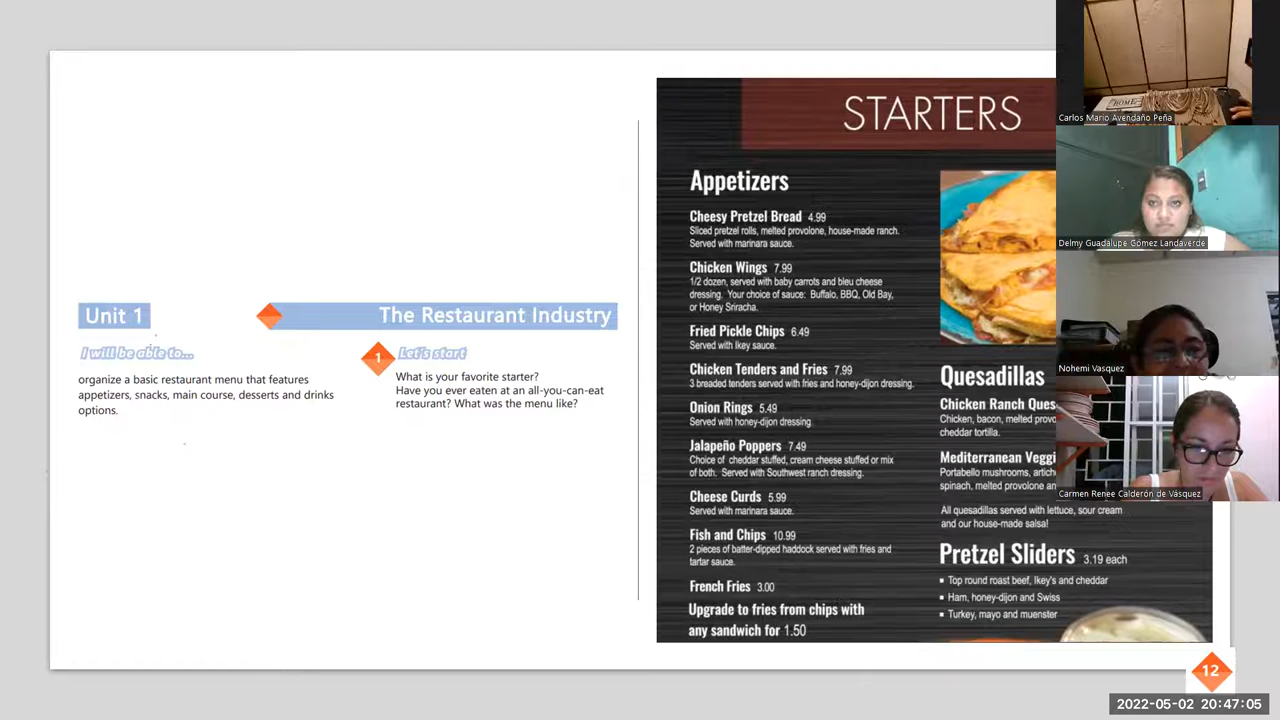 Unit 1
The Restaurant Industry
I will be able to...
organize a basic restaurant menu that features
appetizers, snacks, main course, desserts and drinks
options.
1
Let's start
What is your favorite starter?
Have you ever eaten at an all-you-can-eat
restaurant? What was the menu like?
STARTERS
Appetizers
Cheesy Pretzel Bread 4.99
Sliced pretzel rolls, melted provolone, house-made ranch.
Served with marinara sauce.
Chicken Wings 7.99
1/2 dozen, served with baby carrots and bleu cheese
dressing. Your choice of sauce: Buffalo, BBQ, Old Bay,
or Honey Sriracha.
Fried Pickle Chips 6.49
Served with Ikey sauce.
Chicken Tenders and Fries 7.99
3 breaded tenders served with fries and honey-dijon dressing.
Onion Rings 5.49
Served with honey-dijon dressing
Jalapeño Poppers 7.49
Choice of cheddar stuffed, cream cheese stuffed or mix
of both. Served with Southwest ranch dressing.
Cheese Curds 5.99
Served with marinara sauce.
Fish and Chips 10.99
2 pieces of batter-dipped haddock served with fries and
tartar sauce.
French Fries 3.00
Upgrade to fries from chips with
any sandwich for 1.50
Quesadillas
Chicken Ranch Ques
Chicken, bacon, melted provo
cheddar tortilla.
Mediterranean Veggi
Portabello mushrooms, artich
spinach, melted provolone an
All quesadillas served with lettuce, sour cream
and our house-made salsa!
Pretzel Sliders 3.19 each
Top round roast beef, Ikey's and cheddar
Ham, honey-dijon and Swiss
Turkey, mayo and muenster
12
HOME
Carlos Mario Avendaño Peña
Delmy Guadalupe Gómez Landaverde
Nohemi Vasquez
Carmen Renee Calderón de Vásquez
2022-05-02 20:47:05